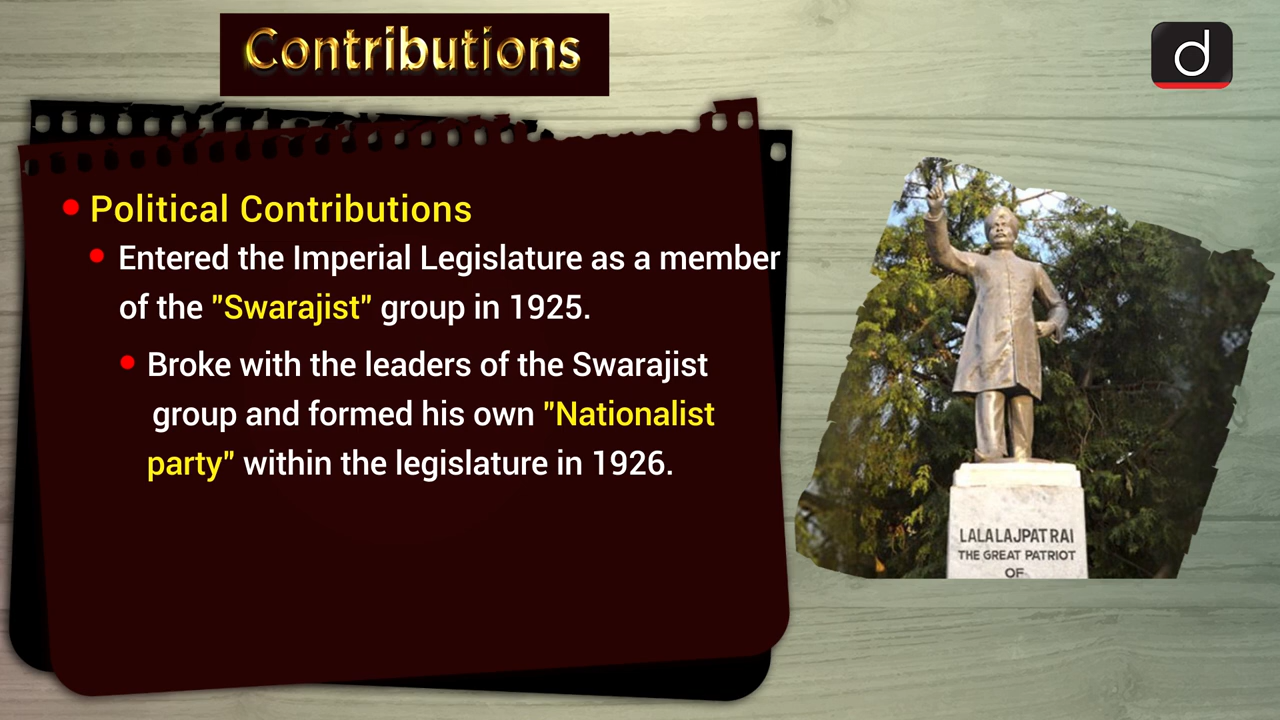 Contributions
d
Political Contributions
Entered the Imperial Legislature as a member
of the "Swarajist" group in 1925.
Broke with the leaders of the Swarajist
group and formed his own "Nationalist
party" within the legislature in 1926.
LALA LAJPAT RAI
THE GREAT PATRIOT
OF